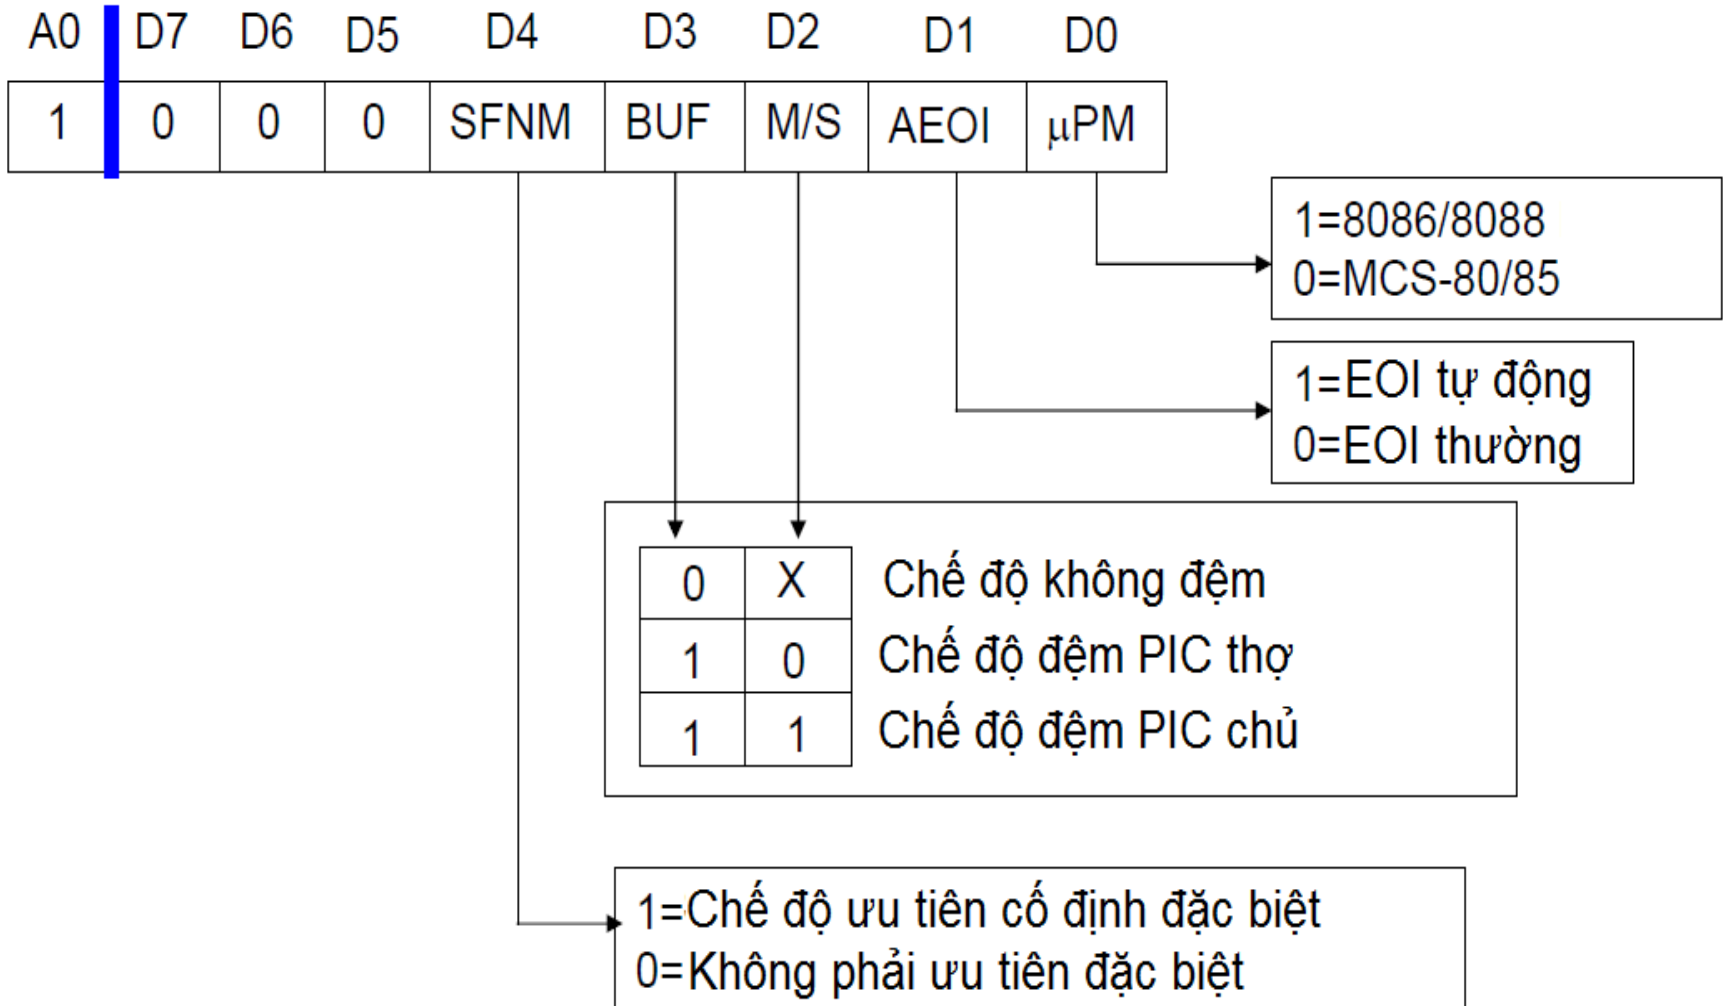 A0 D7 D6 D5 D4 D3 D2 D1 D0
1 0 0 0 SFNM BUF M/S AEOI µPM
1=8086/8088
0=MCS-80/85
1=EOI tự động
0=EOI thường
0 X Chế độ không đệm
1 0 Chế độ đệm PIC thợ
1 1 Chế độ đệm PIC chủ
1=Chế độ ưu tiên cố định đặc biệt
0=Không phải ưu tiên đặc biệt